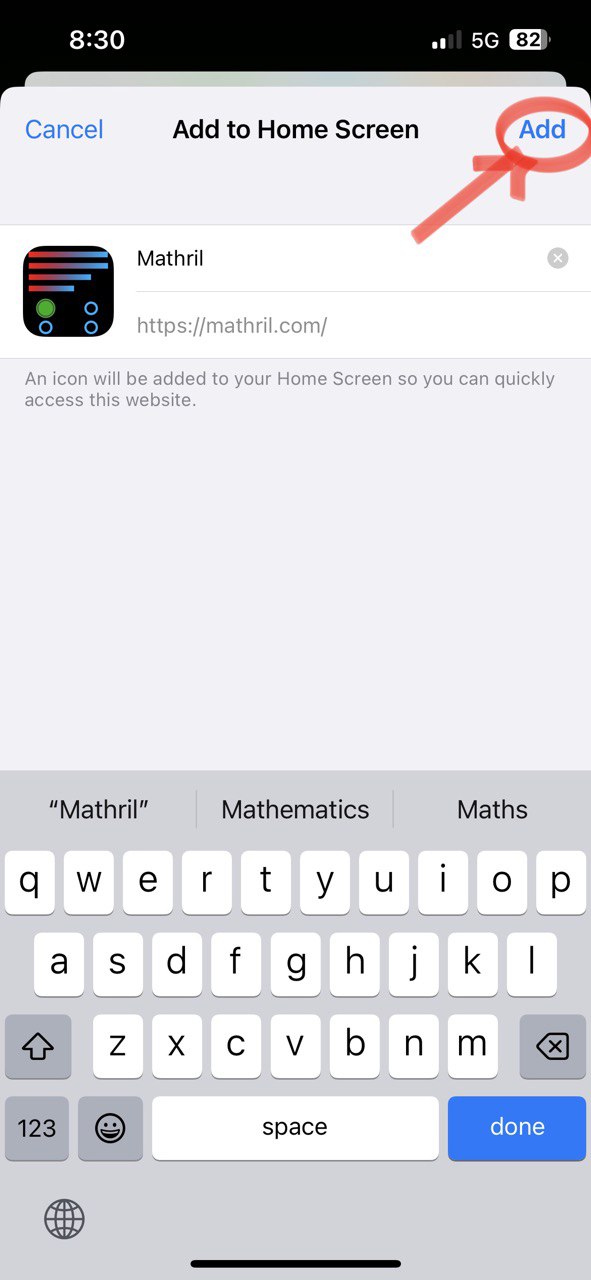 8:30
5G 82
Cancel
Add to Home Screen
Add
Mathril
https://mathril.com/
An icon will be added to your Home Screen so you can quickly
access this website.
“Mathril”
Mathematics
Maths
q w e r t y u i o p
a s d f g h j k l
z x c v b n m
123
space
done